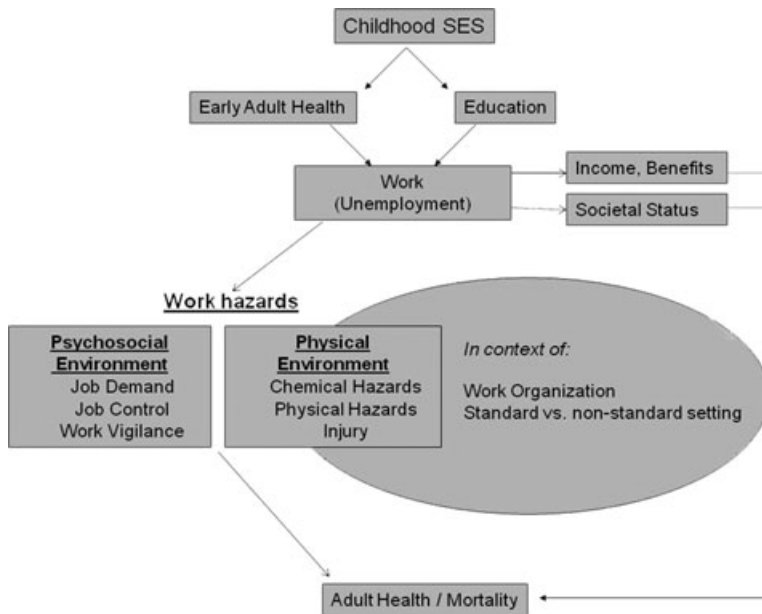 Childhood SES
Early Adult Health
Education
Work
(Unemployment)
Income, Benefits
Societal Status
Work hazards
Psychosocial
Environment
Job Demand
Job Control
Work Vigilance
Physical
Environment
Chemical Hazards
Physical Hazards
Injury
In context of:
Work Organization
Standard vs. non-standard setting
Adult Health / Mortality